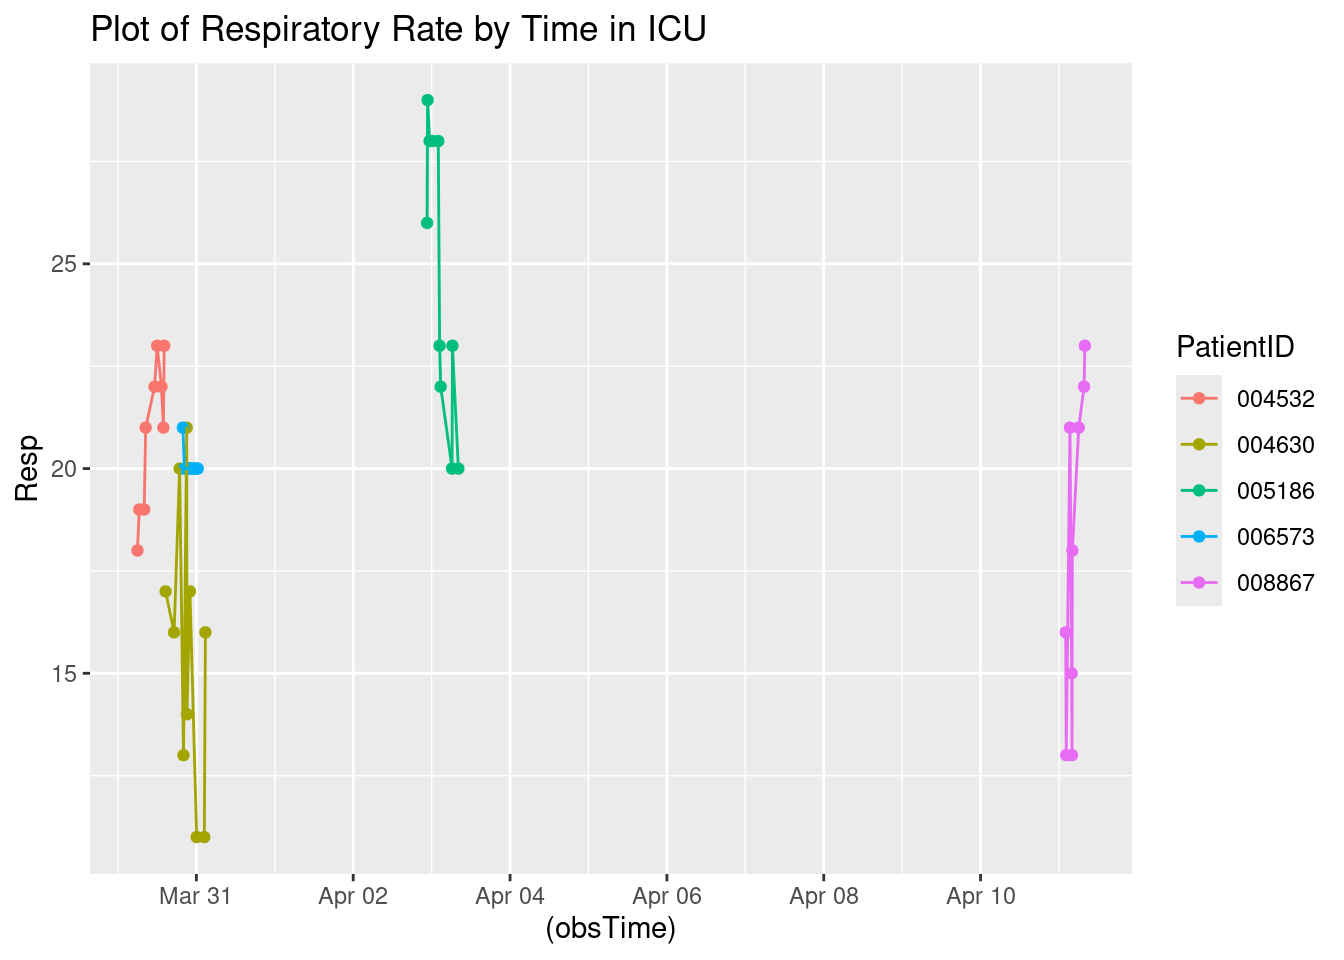 Plot of Respiratory Rate by Time in ICU
Resp
25
20
15
Mar 31 Apr 02 Apr 04 Apr 06 Apr 08 Apr 10
(obsTime)
PatientID
004532
004630
005186
006573
008867